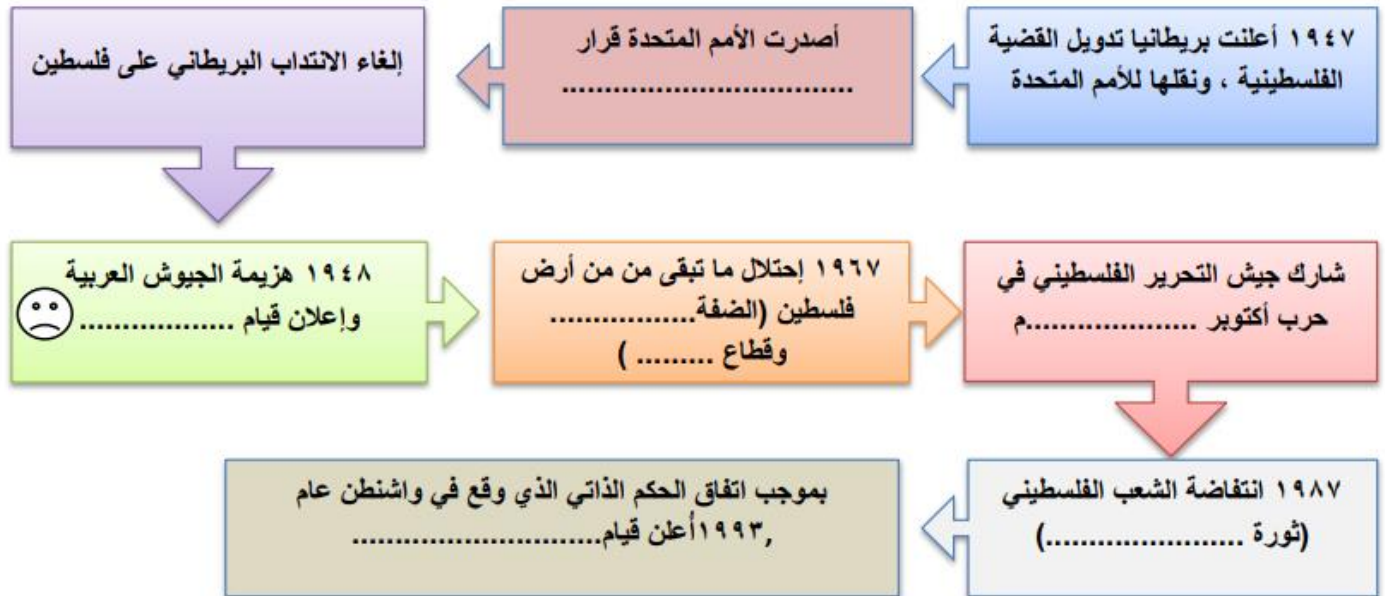 ١٩٤٧ أعلنت بريطانيا تدويل القضية
الفلسطينية ، ونقلها للأمم المتحدة
أصدرت الأمم المتحدة قرار
..................................
إلغاء الانتداب البريطاني على فلسطين
١٩٤٨ هزيمة الجيوش العربية
وإعلان قيام ..................
١٩٦٧ إحتلال ما تبقى من من أرض
فلسطين (الضفة.................
وقطاع ......... )
شارك جيش التحرير الفلسطيني في
حرب أكتوبر ....................م
١٩٨٧ انتفاضة الشعب الفلسطيني
(ثورة .......................)
بموجب اتفاق الحكم الذاتي الذي وقع في واشنطن عام
١٩٩٣,أُعلن قيام.............................